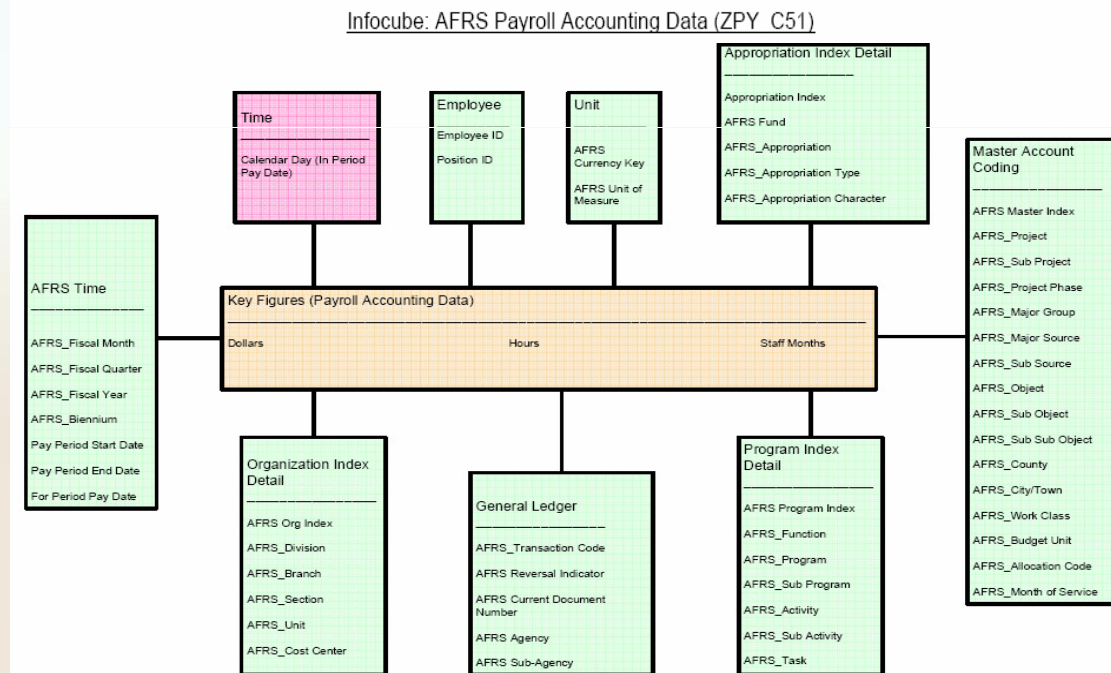 Infocube: AFRS Payroll Accounting Data (ZPY_C51)
Time
Calendar Day (In Period
Pay Date)
Employee
Employee ID
Position ID
Unit
AFRS
Currency Key
AFRS Unit of
Measure
Appropriation Index Detail
Appropriation Index
AFRS Fund
AFRS_Appropriation
AFRS_Appropriation Type
AFRS_Appropriation Character
Master Account
Coding
AFRS Master Index
AFRS_Project
AFRS_Sub Project
AFRS_Project Phase
AFRS_Major Group
AFRS_Major Source
AFRS_Sub Source
AFRS_Object
AFRS_Sub Object
AFRS_Sub Sub Object
AFRS_County
AFRS_City/Town
AFRS_Work Class
AFRS_Budget Unit
AFRS_Allocation Code
AFRS_Month of Service
AFRS Time
AFRS_Fiscal Month
AFRS_Fiscal Quarter
AFRS_Fiscal Year
AFRS_Biennium
Pay Period Start Date
Pay Period End Date
For Period Pay Date
Key Figures (Payroll Accounting Data)
Dollars Hours Staff Months
Organization Index
Detail
AFRS Org Index
AFRS_Division
AFRS_Branch
AFRS_Section
AFRS_Unit
AFRS_Cost Center
General Ledger
AFRS_Transaction Code
AFRS Reversal Indicator
AFRS Current Document
Number
AFRS Agency
AFRS Sub-Agency
Program Index
Detail
AFRS Program Index
AFRS_Function
AFRS_Program
AFRS_Sub Program
AFRS_Activity
AFRS_Sub Activity
AFRS_Task